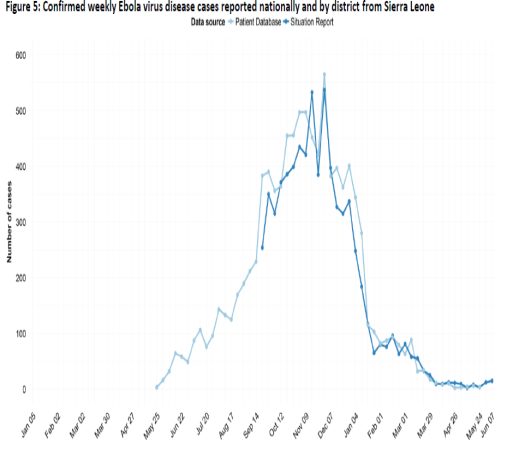 Figure 5: Confirmed weekly Ebola virus disease cases reported nationally and by district from Sierra Leone
Data source Patient Database Situation Report
600
500
400
300
200
100
0
Number of cases
Jan 05 Feb 02 Mar 02 Mar 30 Apr 27 May 25 Jun 22 Jul 20 Aug 17 Sep 14 Oct 12 Nov 09 Dec 07 Jan 04 Feb 01 Mar 01 Mar 29 Apr 26 May 24 Jun 07